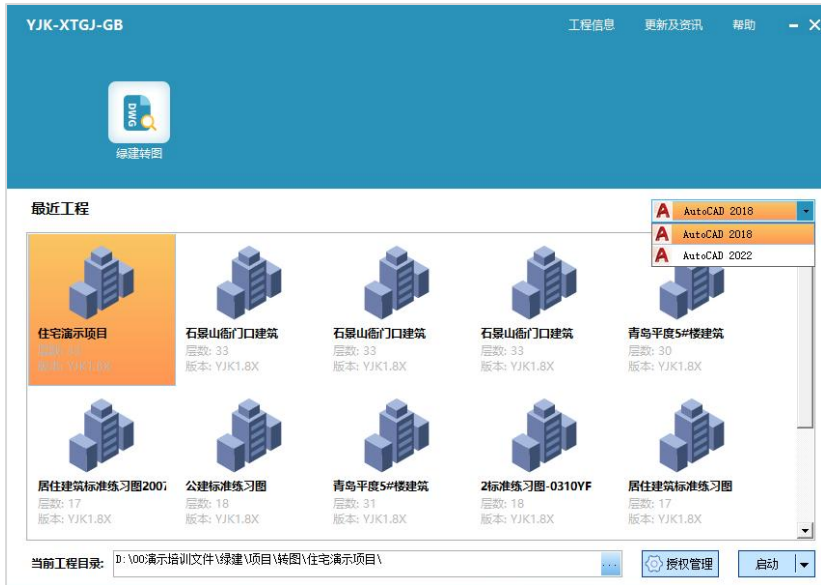 YJK-XTGJ-GB 工程信息 更新及资讯 帮助
DWG
绿建转图
最近工程
AutoCAD 2018
AutoCAD 2018
AutoCAD 2022
住宅演示项目 石景山衙门口建筑 石景山衙门口建筑 石景山衙门口建筑 青岛平度5#楼建筑
层数: 33 层数: 33 层数: 33 层数: 33 层数: 30
版本: YJK1.8X 版本: YJK1.8X 版本: YJK1.8X 版本: YJK1.8X 版本: YJK1.8X
居住建筑标准练习图2007 公建标准练习图 青岛平度5#楼建筑 2标准练习图-0310YF 居住建筑标准练习图
层数: 17 层数: 18 层数: 31 层数: 18 层数: 17
版本: YJK1.8X 版本: YJK1.8X 版本: YJK1.8X 版本: YJK1.8X 版本: YJK1.8X
当前工程目录: D:\00演示培训文件\绿建\项目\转图\住宅演示项目\ ... 授权管理 启动